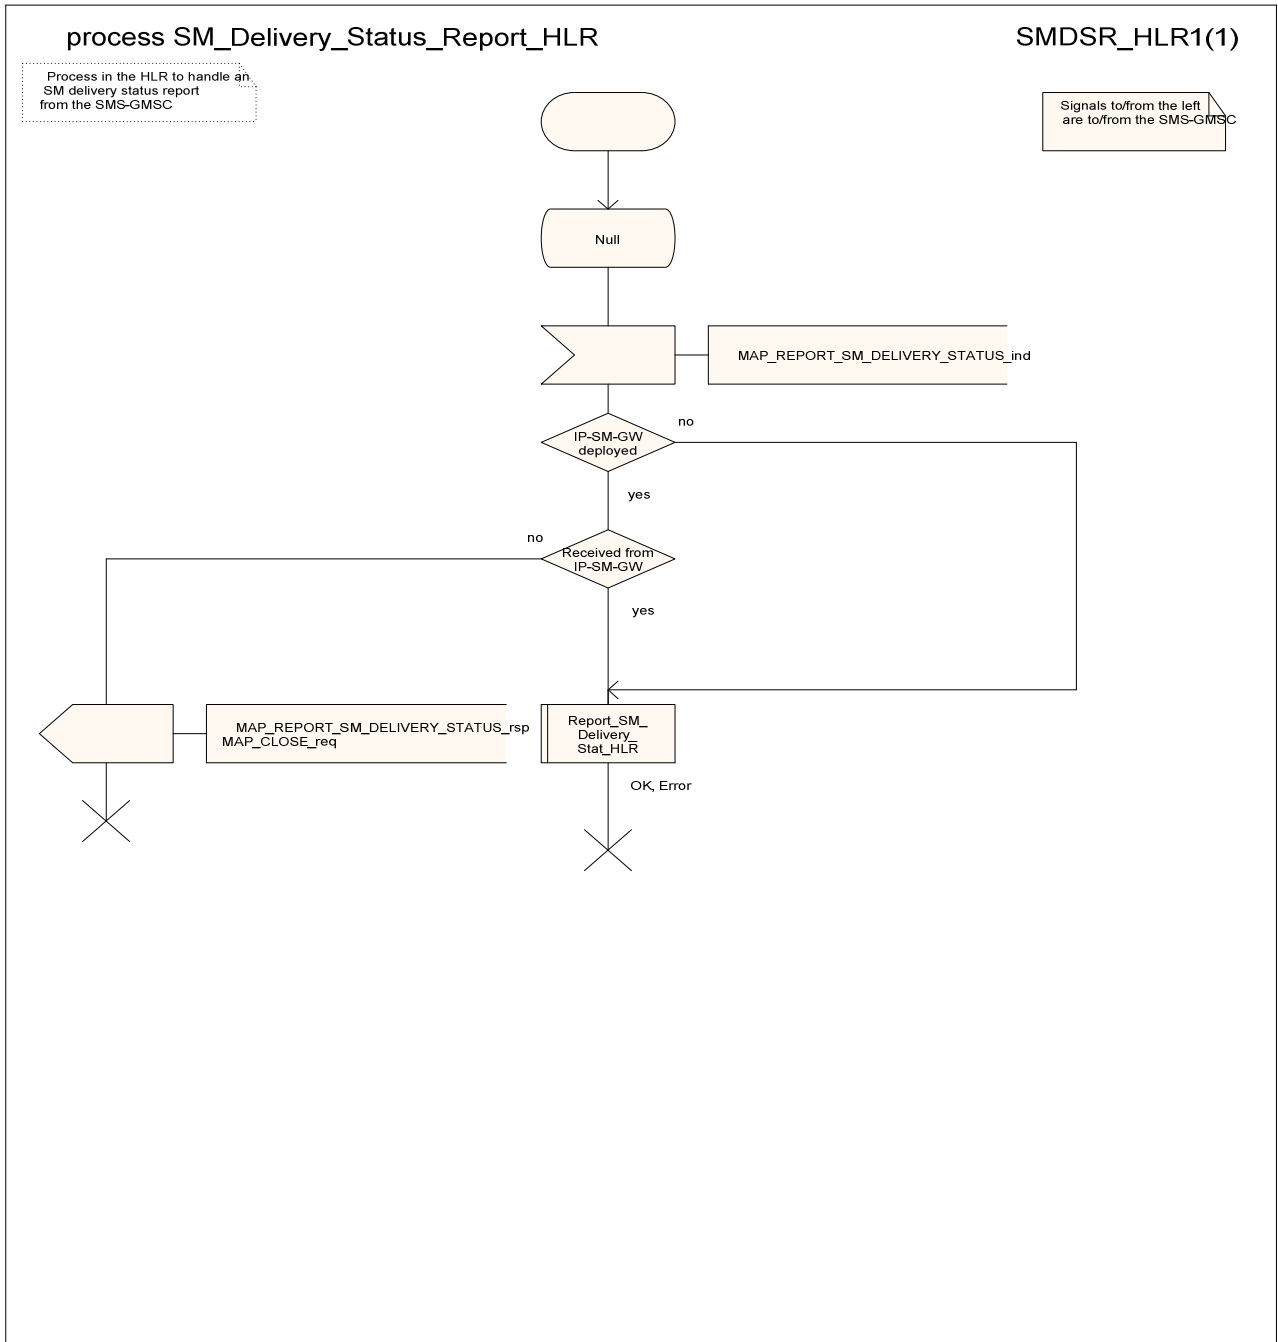 process SM_Delivery_Status_Report_HLR
SMDSR_HLR1(1)
Process in the HLR to handle an
SM delivery status report
from the SMS-GMSC
Signals to/from the left
are to/from the SMS-GMSC
Null
MAP_REPORT_SM_DELIVERY_STATUS_ind
IP-SM-GW
deployed
no
yes
Received from
IP-SM-GW
no
yes
MAP_REPORT_SM_DELIVERY_STATUS_rsp
MAP_CLOSE_req
Report_SM_
Delivery_
Stat_HLR
OK, Error